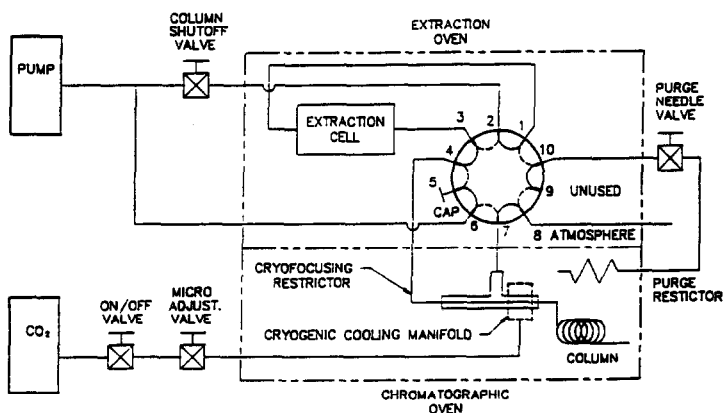 COLUMN
SHUTOFF
VALVE
EXTRACTION
OVEN
PUMP
PURGE
NEEDLE
VALVE
EXTRACTION
CELL
3
2
1
4
10
5
9
CAP
UNUSED
6
7
8 ATMOSPHERE
CRYOFOCUSING
RESTRICTOR
PURGE
RESTICTOR
ON/OFF
VALVE
MICRO
ADJUST.
VALVE
CO₂
CRYOGENIC COOLING MANIFOLD
COLUMN
CHROMATOGRAPHIC
OVEN